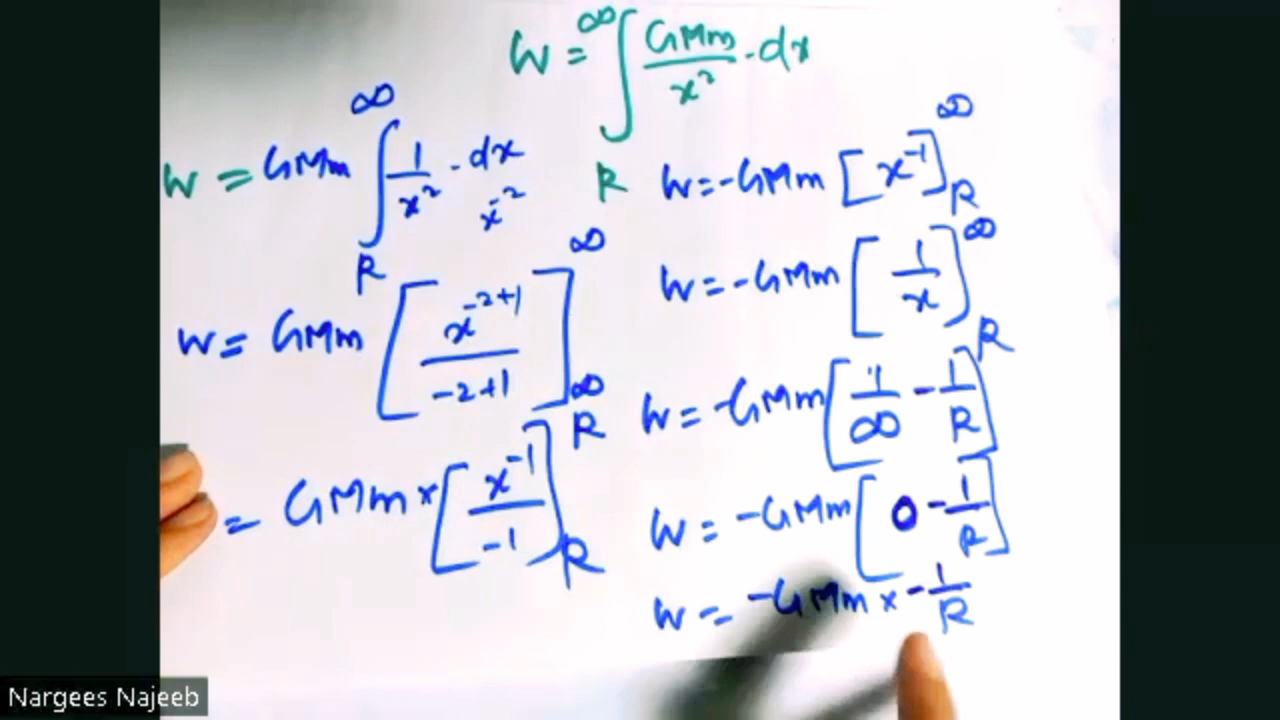 W = ∫_R^∞ GMm/x² · dx
W = GMm ∫_R^∞ 1/x² · dx
x⁻²
W = GMm [x⁻²⁺¹/-2+1]_R^∞
= GMm × [x⁻¹/-1]_R^∞
W = -GMm [x⁻¹]_R^∞
W = -GMm [1/x]_R^∞
W = -GMm [1/∞ - 1/R]
W = -GMm [0 - 1/R]
W = -GMm × -1/R
Nargees Najeeb